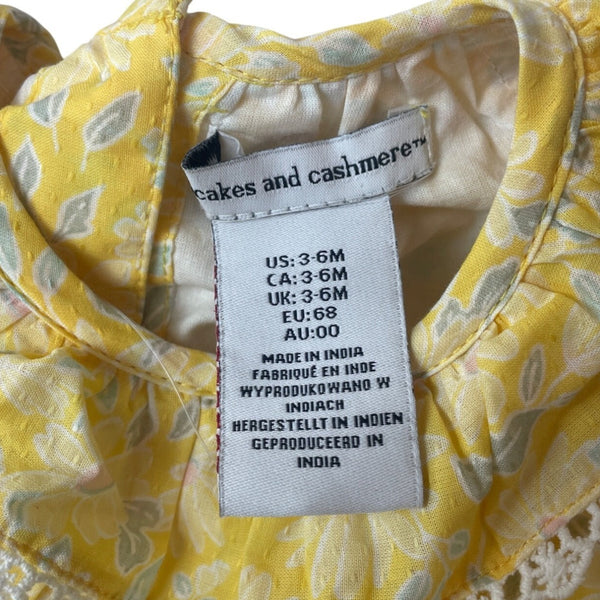 cakes and cashmere™
US: 3-6M
CA: 3-6M
UK: 3-6M
EU: 68
AU: 00
MADE IN INDIA
FABRIQUÉ EN INDE
WYPRODUKOWANO W
INDIACH
HERGESTELLT IN INDIEN
GEPRODUCEERD IN
INDIA